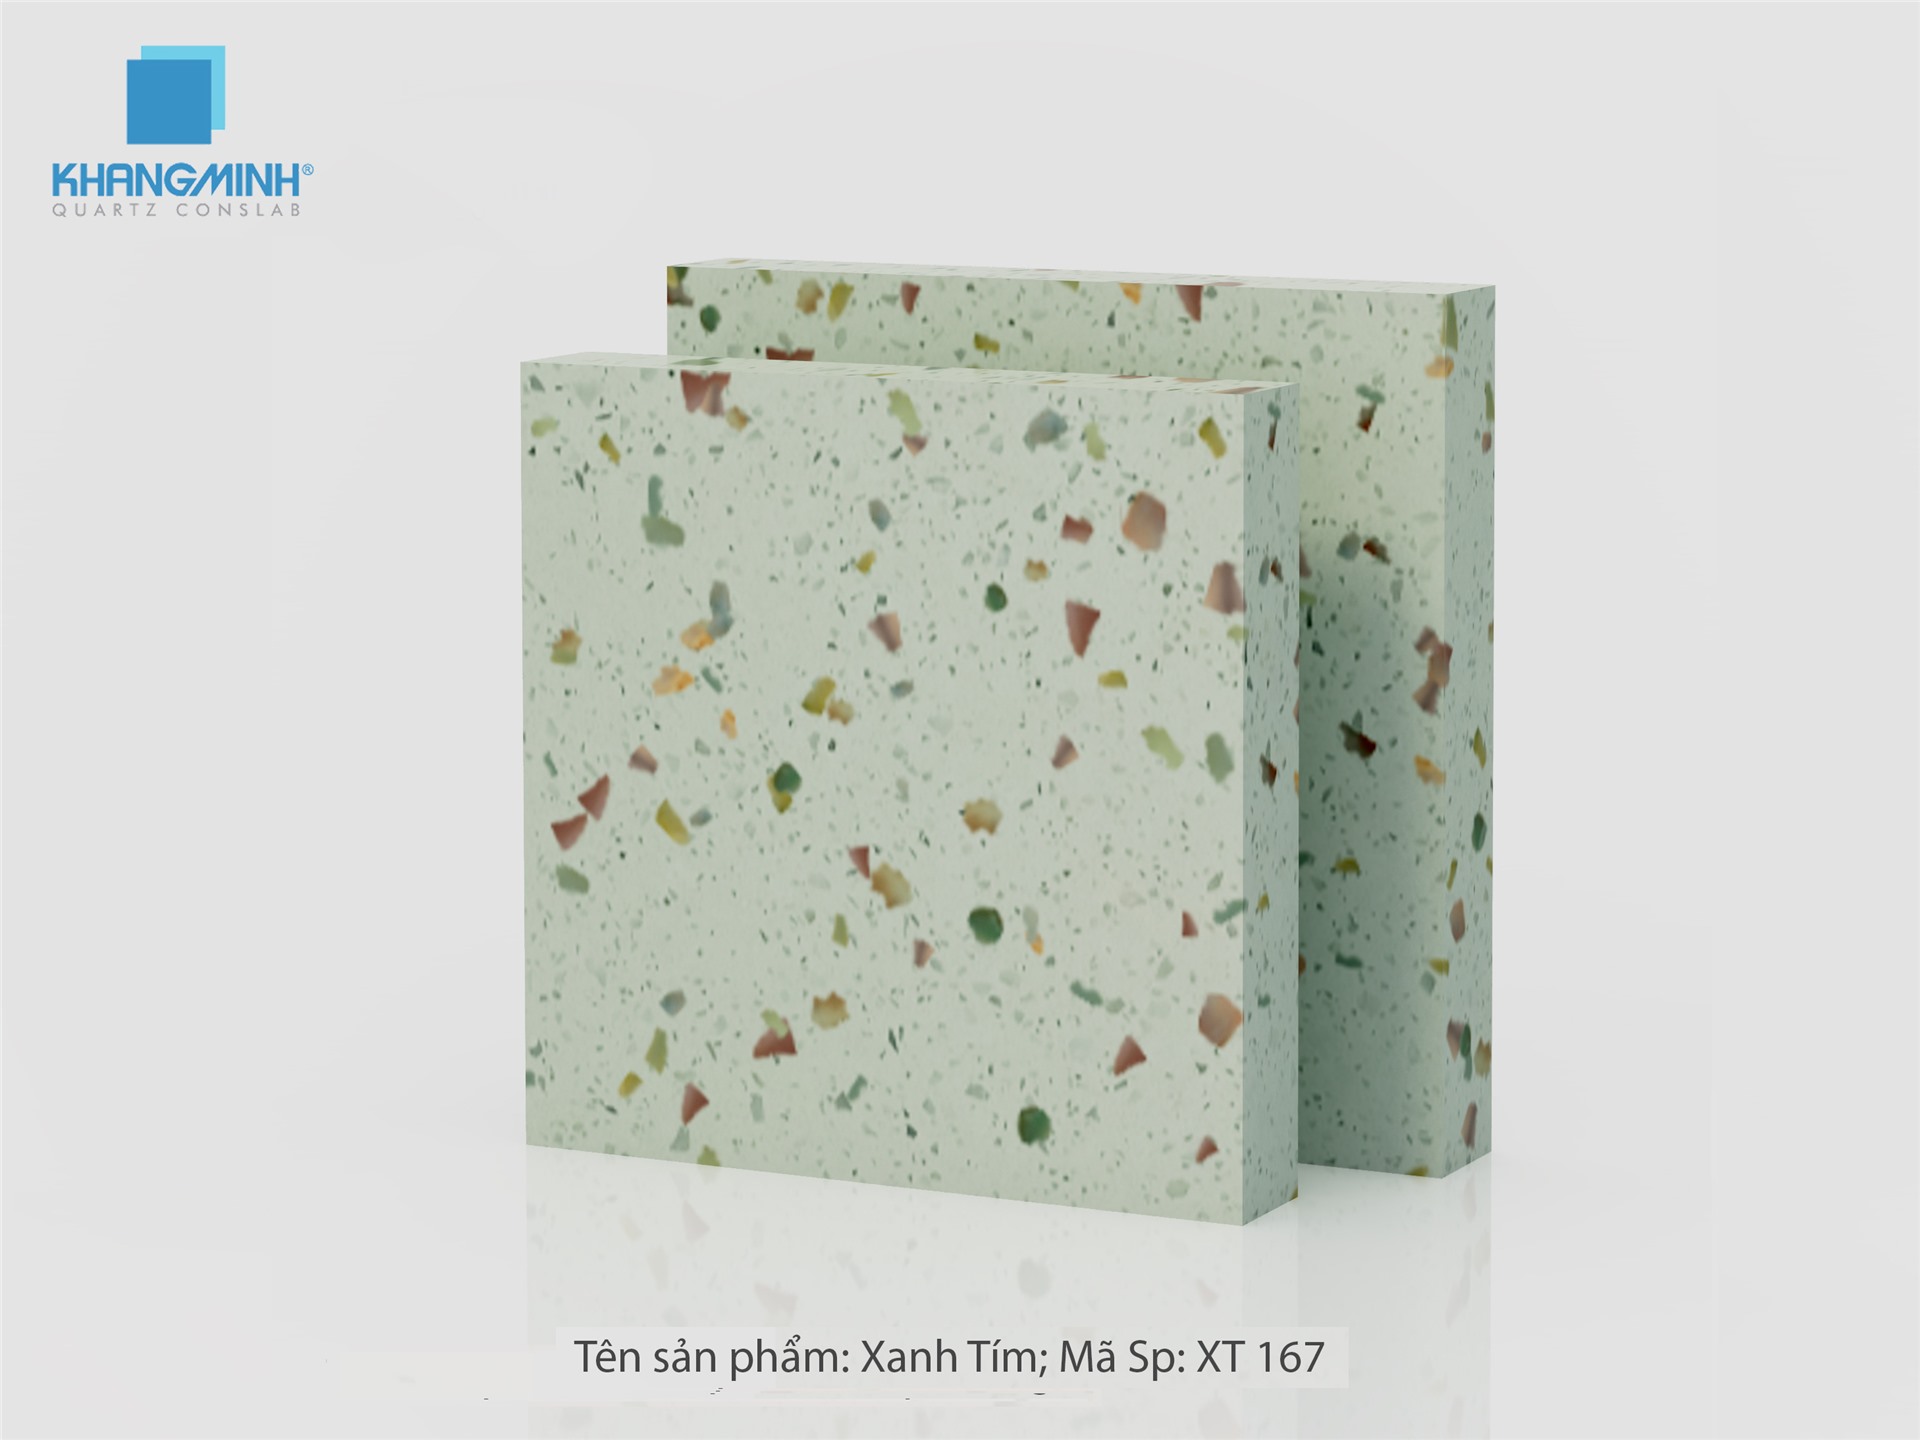 KHANGMINH®
QUARTZ CONSLAB
Tên sản phẩm: Xanh Tím; Mã Sp: XT 167